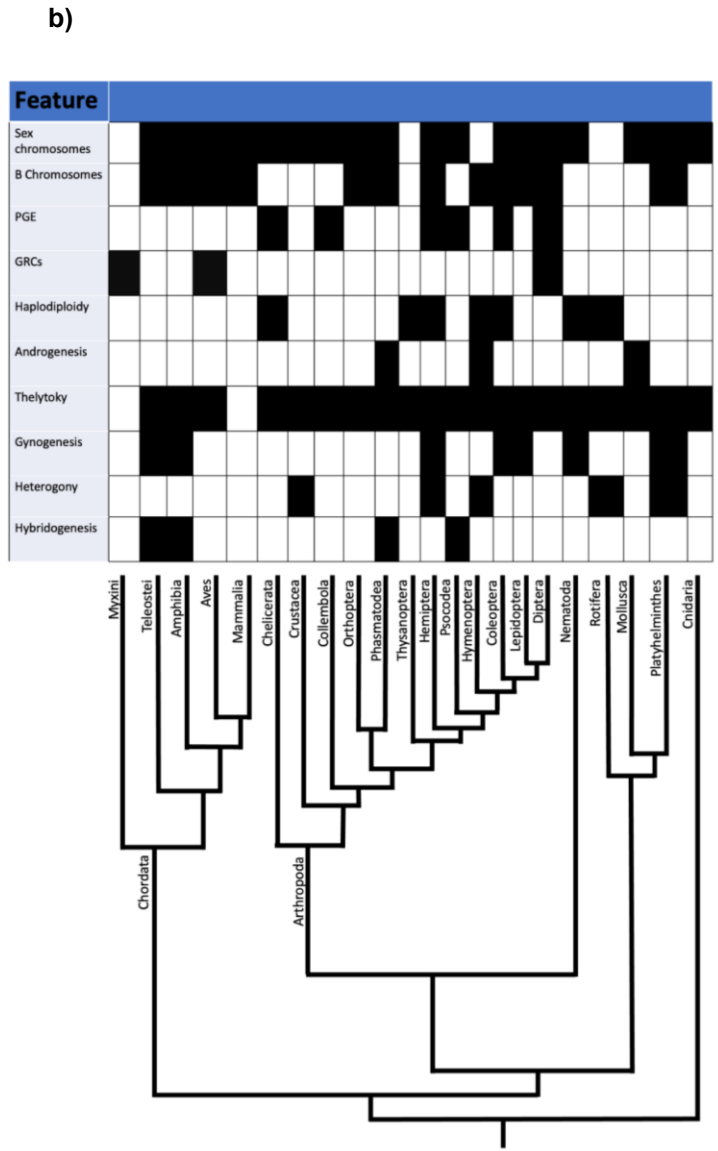 b)
Feature
Sex
chromosomes
B Chromosomes
PGE
GRCs
Haplodiploidy
Androgenesis
Thelytoky
Gynogenesis
Heterogony
Hybridogenesis
Myxini
Teleostei
Amphibia
Aves
Mammalia
Chelicerata
Crustacea
Collembola
Orthoptera
Phasmatodea
Thysanoptera
Hemiptera
Psocodea
Hymenoptera
Coleoptera
Lepidoptera
Diptera
Nematoda
Rotifera
Mollusca
Platyhelminthes
Cnidaria
Chordata
Arthropoda